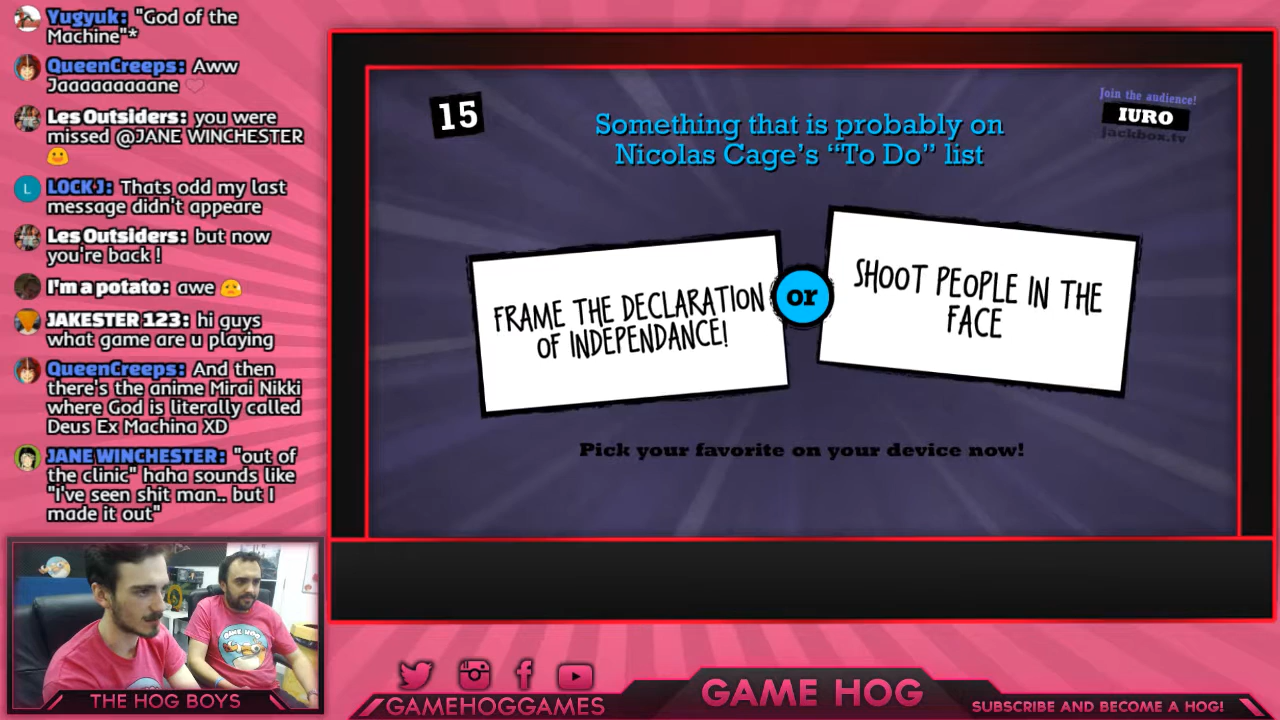 Yugyuk: "God of the
Machine"*
QueenCreeps: Aww
Jaaaaaaaaane
Les Outsiders: you were
missed @JANE WINCHESTER
L LOCK J: Thats odd my last
message didn't appeare
Les Outsiders: but now
you're back !
I'm a potato: awe
JAKESTER 123: hi guys
what game are u playing
QueenCreeps: And then
there's the anime Mirai Nikki
where God is literally called
Deus Ex Machina XD
JANE WINCHESTER: "out of
the clinic" haha sounds like
"i've seen shit man.. but I
made it out"
15
Something that is probably on
Nicolas Cage's "To Do" list
Join the audience!
IURO
jackbox.tv
FRAME THE DECLARATION
OF INDEPENDANCE!
or
SHOOT PEOPLE IN THE
FACE
Pick your favorite on your device now!
GAME HOG
THE HOG BOYS
GAMEHOGGAMES
GAME HOG
SUBSCRIBE AND BECOME A HOG!